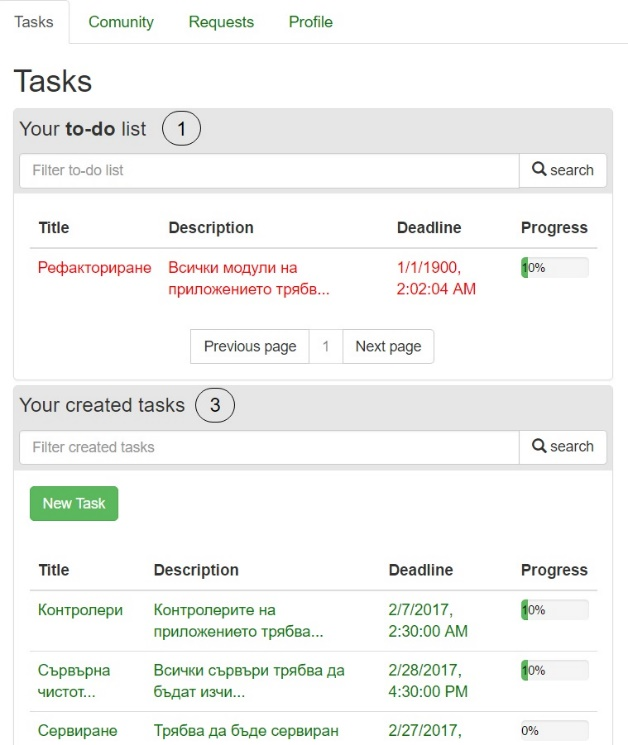 Tasks Comunity Requests Profile
Tasks
Your to-do list 1
Filter to-do list search
Title Description Deadline Progress
Рефакториране Всички модули на 1/1/1900, 10%
приложението трябв... 2:02:04 AM
Previous page 1 Next page
Your created tasks 3
Filter created tasks search
New Task
Title Description Deadline Progress
Контролери Контролерите на 2/7/2017, 10%
приложението трябва... 2:30:00 AM
Сървърна Всички сървъри трябва да 2/28/2017, 10%
чистот... бъдат изчи... 4:30:00 PM
Сервиране Трябва да бъде сервиран 2/27/2017, 0%